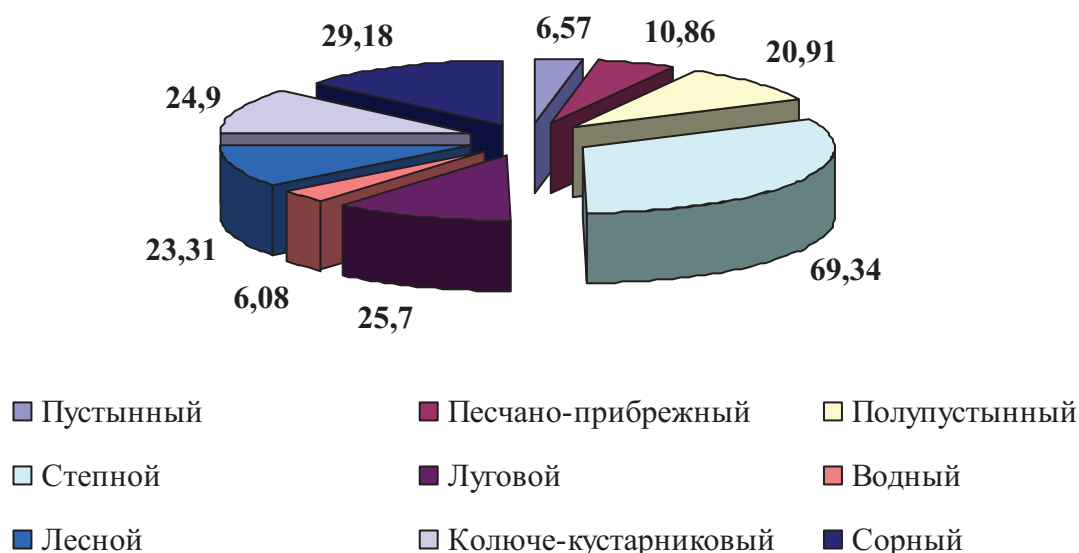 29,18
6,57
10,86
20,91
24,9
23,31
6,08
25,7
69,34
Пустынный
Песчано-прибрежный
Полупустынный
Степной
Луговой
Водный
Лесной
Колюче-кустарниковый
Сорный